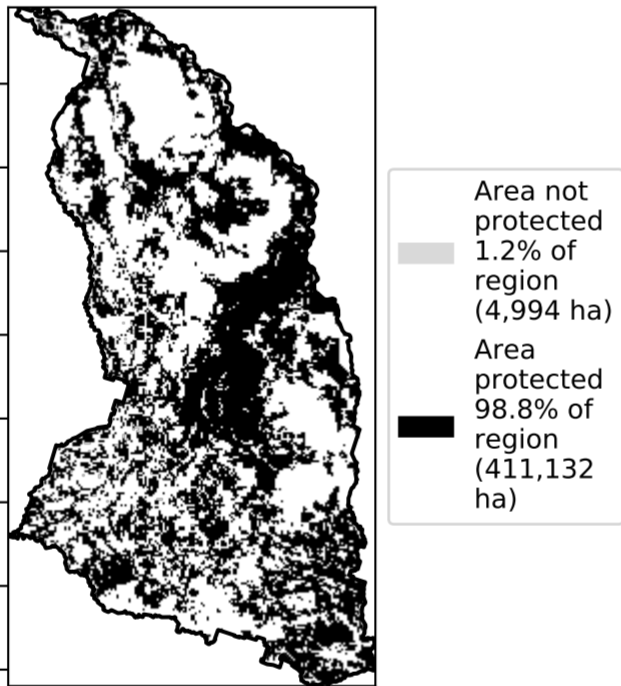 Area not
protected
1.2% of
region
(4,994 ha)
Area
protected
98.8% of
region
(411,132
ha)